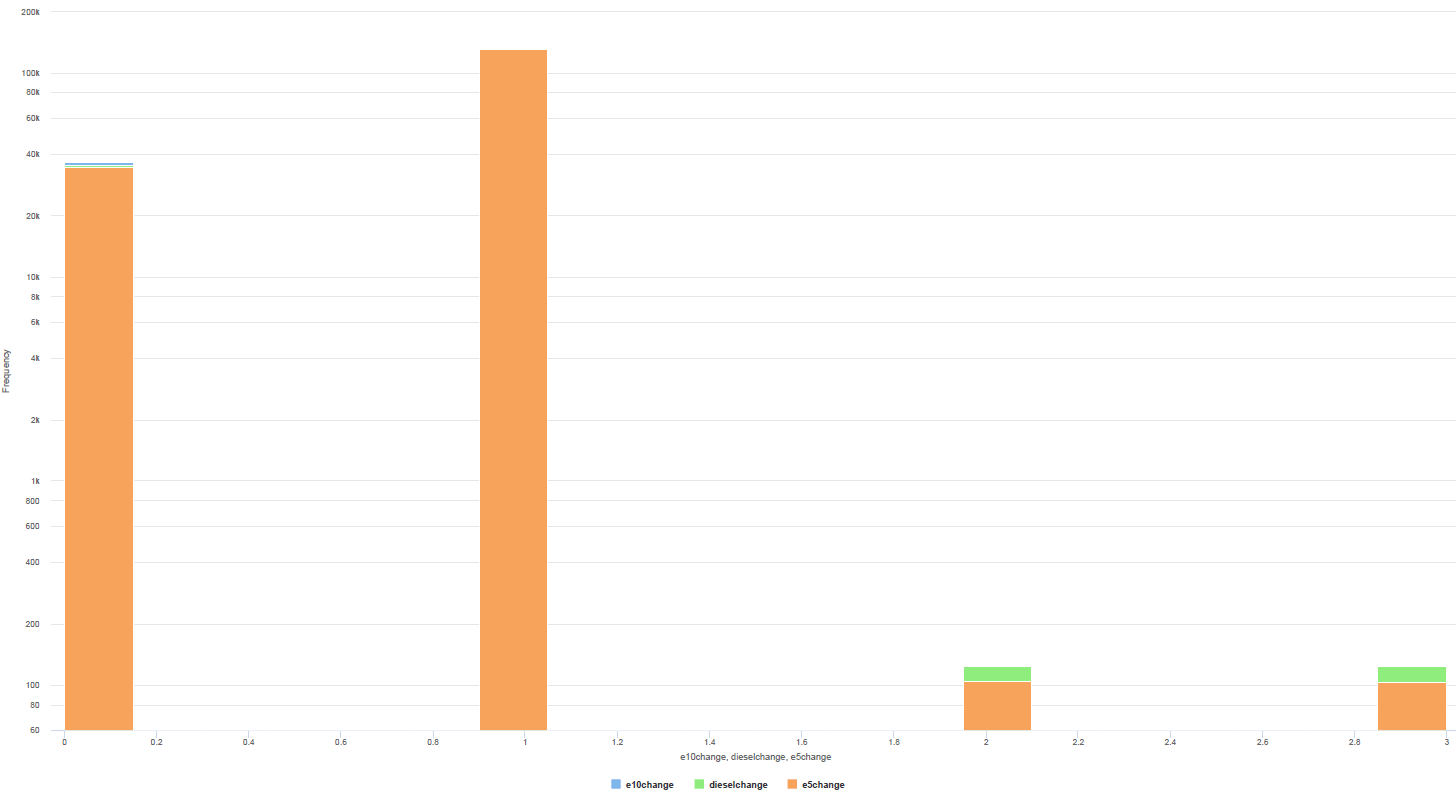 200k
100k
80k
60k
40k
20k
10k
8k
6k
4k
2k
1k
800
600
400
200
100
80
60
Frequency
0 0.2 0.4 0.6 0.8 1 1.2 1.4 1.6 1.8 2 2.2 2.4 2.6 2.8 3
e10change, dieselchange, e5change
e10change dieselchange e5change